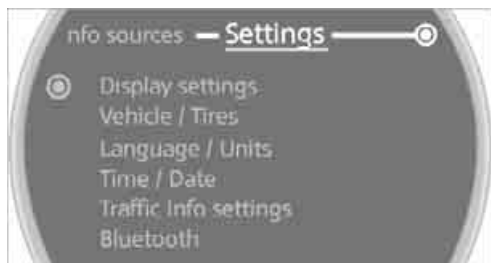 nfo sources Settings
Display settings
Vehicle / Tires
Language / Units
Time / Date
Traffic Info settings
Bluetooth